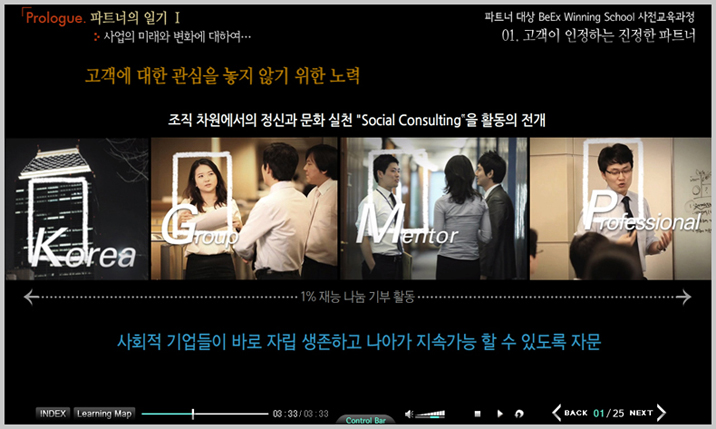 「Prologue. 파트너의 일기 Ⅰ
: 사업의 미래와 변화에 대하여…
파트너 대상 BeEx Winning School 사전교육과정
01. 고객이 인정하는 진정한 파트너
고객에 대한 관심을 놓지 않기 위한 노력
조직 차원에서의 정신과 문화 실천 "Social Consulting"을 활동의 전개
Korea
Group
Mentor
Professional
1% 재능 나눔 기부 활동
사회적 기업들이 바로 자립 생존하고 나아가 지속가능 할 수 있도록 자문
INDEX
Learning Map
03 : 33 / 03 : 33
Control Bar
BACK 01 / 25 NEXT